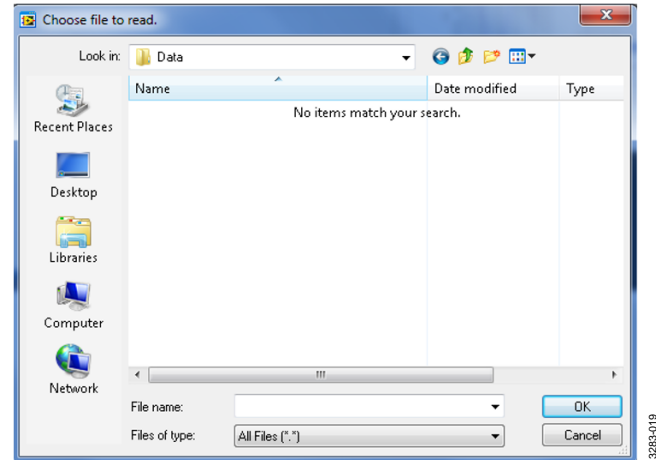 Choose file to read.
Look in: Data
Name Date modified Type
No items match your search.
Recent Places
Desktop
Libraries
Computer
Network
File name: OK
Files of type: All Files (*.*) Cancel
3283-019